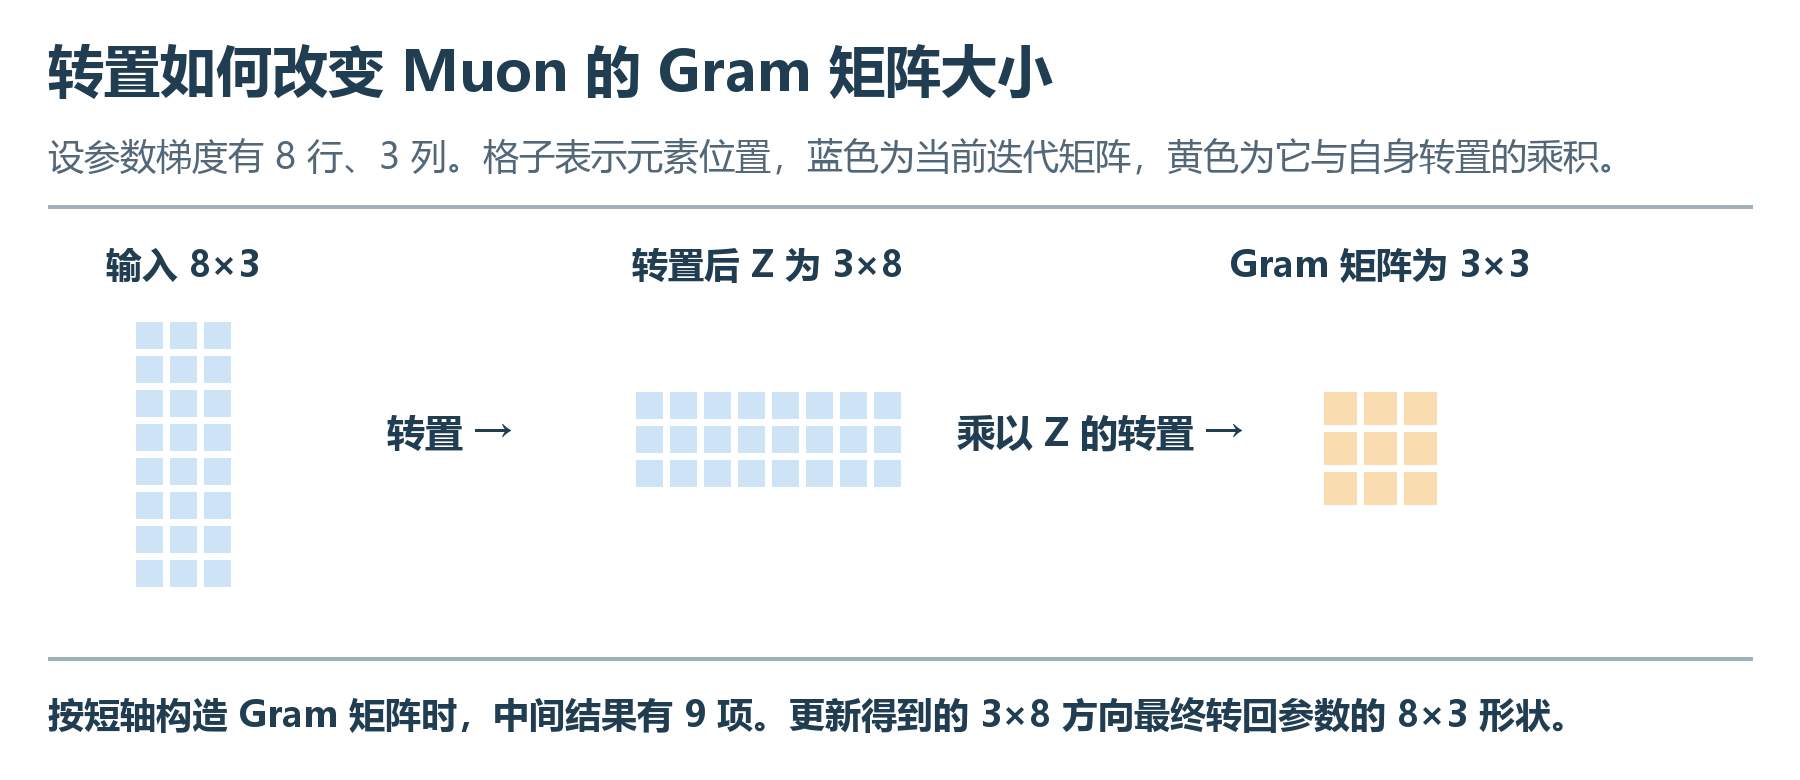 转置如何改变 Muon 的 Gram 矩阵大小
设参数梯度有 8 行、3 列。格子表示元素位置，蓝色为当前迭代矩阵，黄色为它与自身转置的乘积。
输入 8×3
转置后 Z 为 3×8
Gram 矩阵为 3×3
转置 →
乘以 Z 的转置 →
按短轴构造 Gram 矩阵时，中间结果有 9 项。更新得到的 3×8 方向最终转回参数的 8×3 形状。